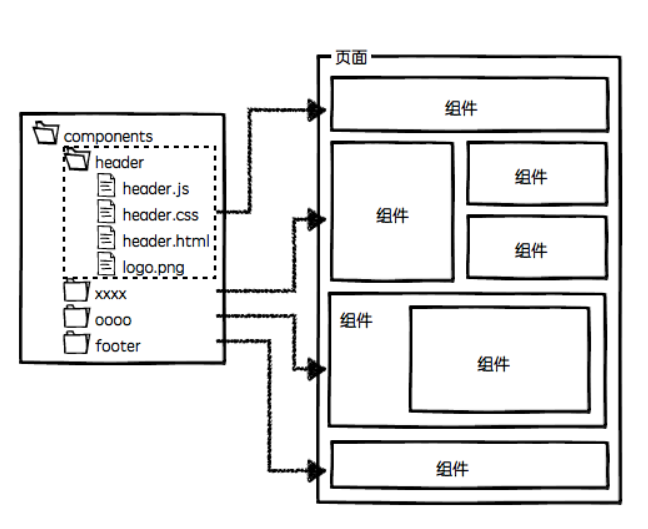 components
header
header.js
header.css
header.html
logo.png
xxxx
oooo
footer
页面
组件
组件
组件
组件
组件
组件
组件